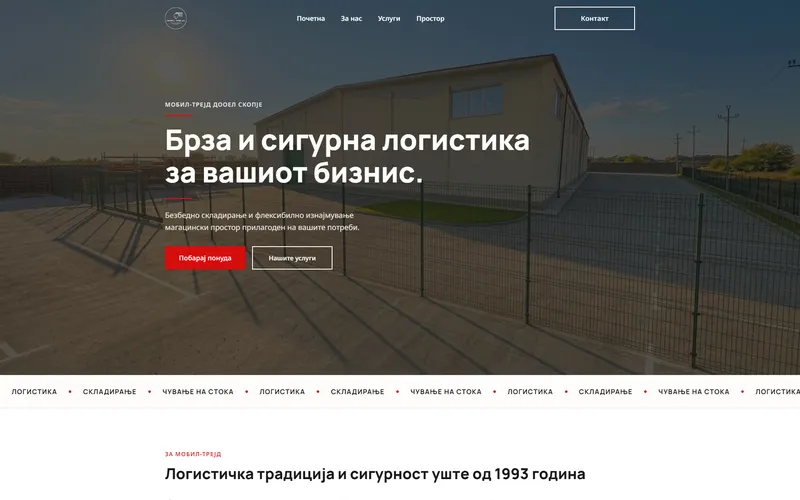 Почетна
За нас
Услуги
Простор
Контакт
МОБИЛ-ТРЕЈД ДООЕЛ СКОПЈЕ
Брза и сигурна логистика
за вашиот бизнис.
Безбедно складирање и флексибилно изнајмување
магацински простор прилагоден на вашите потреби.
Побарај понуда
Нашите услуги
ЛОГИСТИКА • СКЛАДИРАЊЕ • ЧУВАЊЕ НА СТОКА • ЛОГИСТИКА • СКЛАДИРАЊЕ • ЧУВАЊЕ НА СТОКА • ЛОГИСТИКА • СКЛАДИРАЊЕ • ЧУВАЊЕ НА СТОКА • ЛОГИСТИКА
ЗА МОБИЛ-ТРЕЈД
Логистичка традиција и сигурност уште од 1993 година